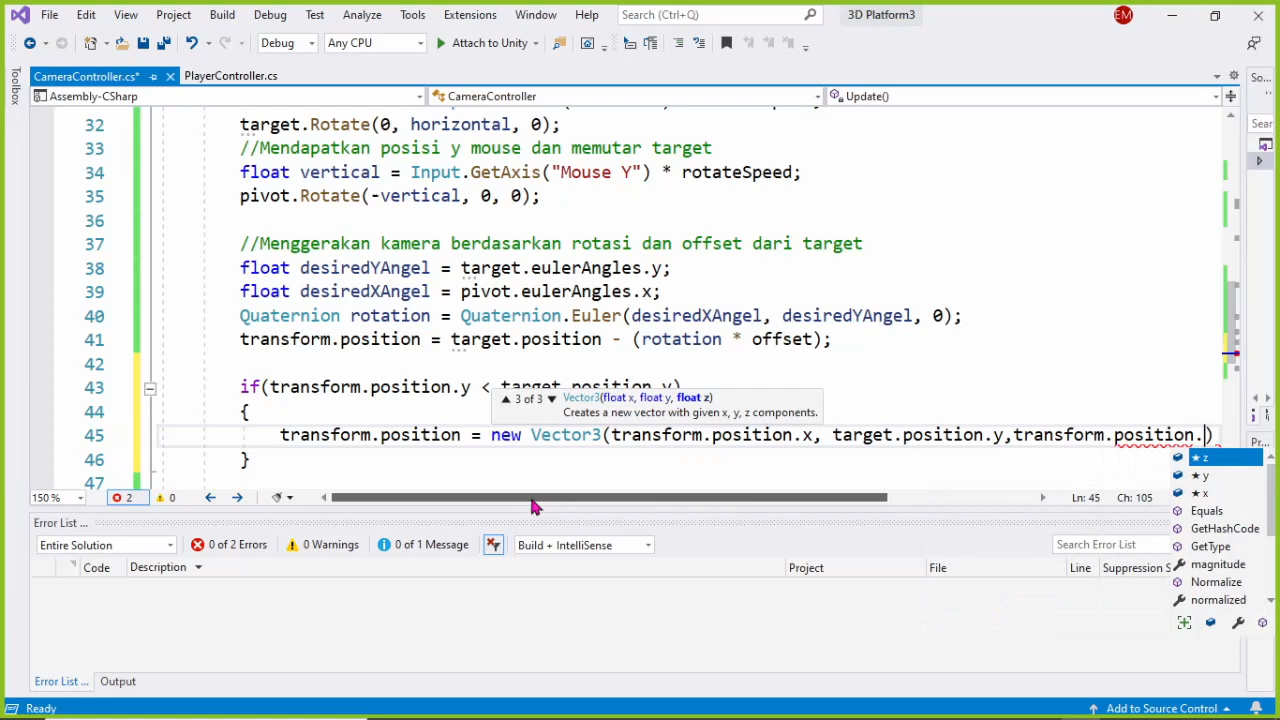 File Edit View Project Build Debug Test Analyze Tools Extensions Window Help Search (Ctrl+Q) 3D Platform3 EM
Debug Any CPU Attach to Unity
CameraController.cs* PlayerController.cs
Assembly-CSharp CameraController Update()
Toolbox
So...
Sear
32 target.Rotate(0, horizontal, 0);
33 //Mendapatkan posisi y mouse dan memutar target
34 float vertical = Input.GetAxis("Mouse Y") * rotateSpeed;
35 pivot.Rotate(-vertical, 0, 0);
36
37 //Menggerakan kamera berdasarkan rotasi dan offset dari target
38 float desiredYAngel = target.eulerAngles.y;
39 float desiredXAngel = pivot.eulerAngles.x;
40 Quaternion rotation = Quaternion.Euler(desiredXAngel, desiredYAngel, 0);
41 transform.position = target.position - (rotation * offset);
42
43 if(transform.position.y < target.position.y)
3 of 3 Vector3(float x, float y, float z)
Creates a new vector with given x, y, z components.
44 {
45 transform.position = new Vector3(transform.position.x, target.position.y,transform.position.)
46 }
47
z
y
x
Equals
GetHashCode
GetType
magnitude
Normalize
normalized
Pr...
150 % 2 0 Ln: 45 Ch: 105
Error List ...
Entire Solution 0 of 2 Errors 0 Warnings 0 of 1 Message Build + IntelliSense Search Error List
Code Description Project File Line Suppression S
Error List ... Output
Ready Add to Source Control